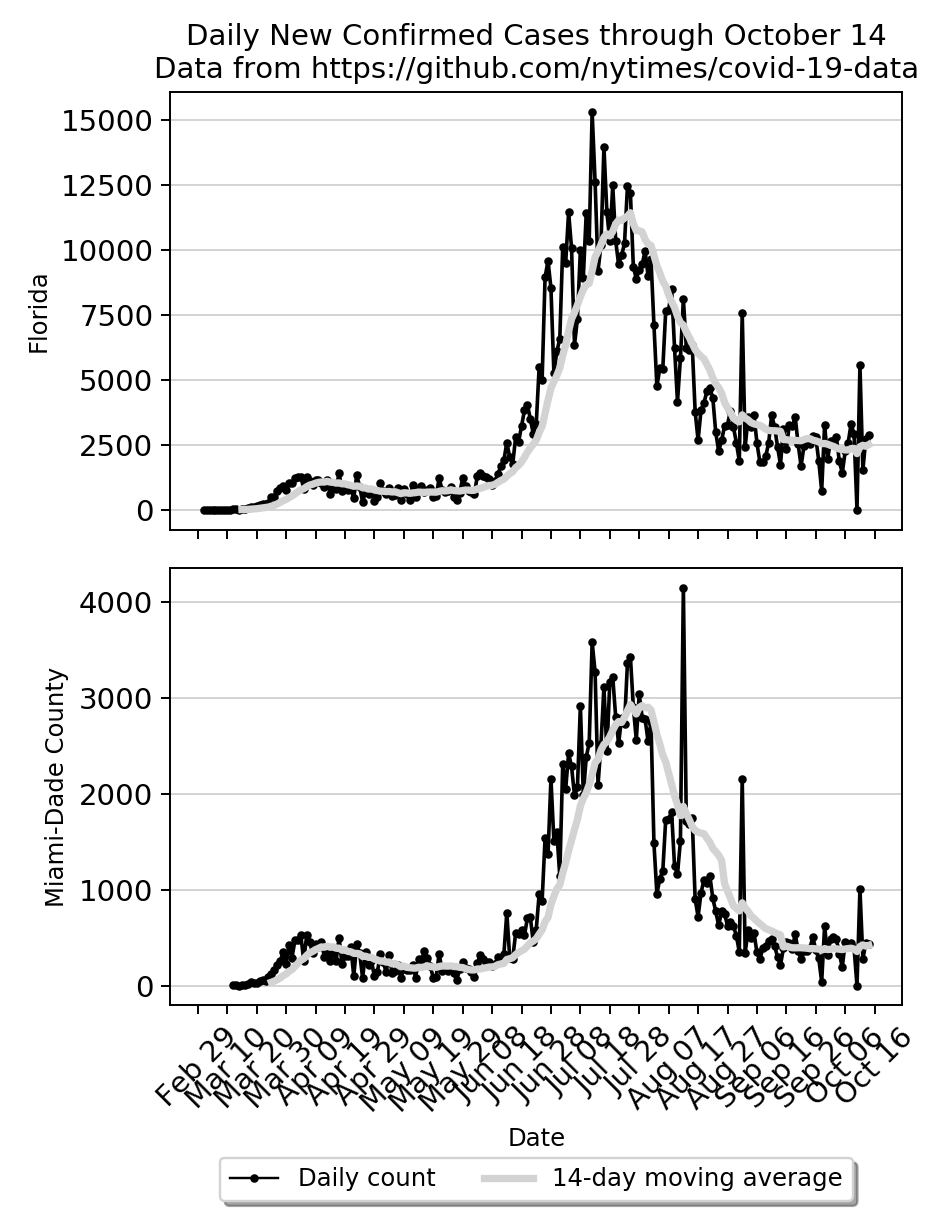 Daily New Confirmed Cases through October 14
Data from https://github.com/nytimes/covid-19-data
15000
12500
10000
7500
5000
2500
0
Florida
4000
3000
2000
1000
0
Miami-Dade County
Feb 29
Mar 10
Mar 20
Mar 30
Apr 09
Apr 19
Apr 29
May 09
May 19
May 29
Jun 08
Jun 18
Jun 28
Jul 08
Jul 18
Jul 28
Aug 07
Aug 17
Aug 27
Sep 06
Sep 16
Sep 26
Oct 06
Oct 16
Date
Daily count
14-day moving average